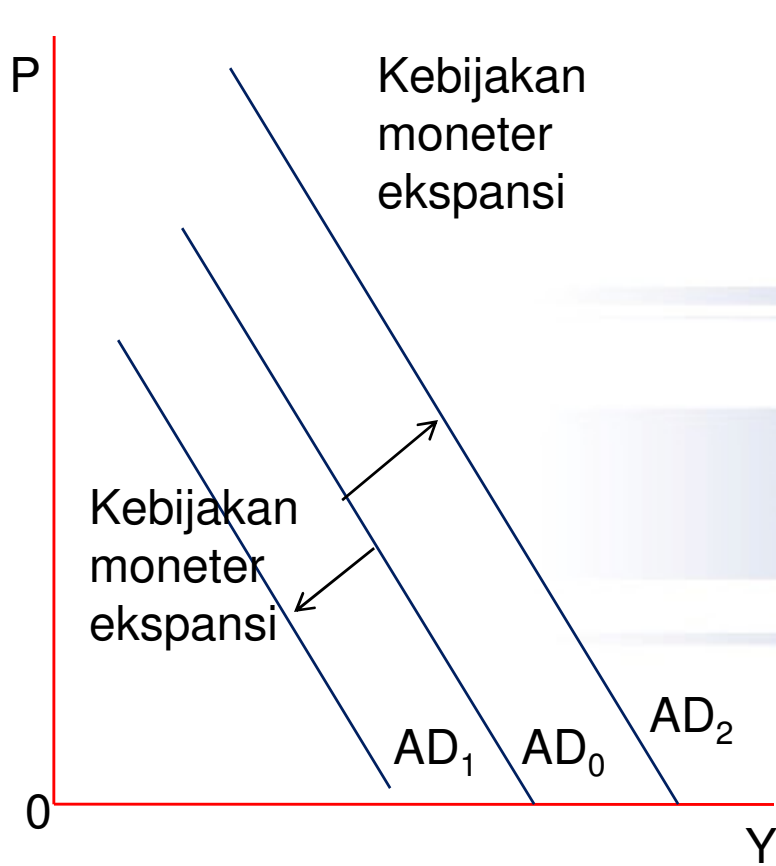 P
Kebijakan
moneter
ekspansi
Kebijakan
moneter
ekspansi
AD₁
AD₀
AD₂
0
Y